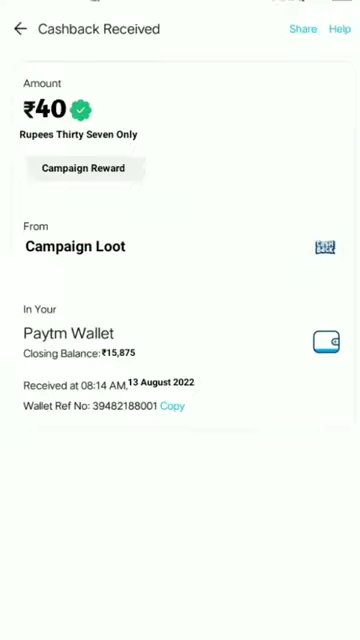 Cashback Received
Share Help
Amount
₹40
Rupees Thirty Seven Only
Campaign Reward
From
Campaign Loot
In Your
Paytm Wallet
Closing Balance:₹15,875
Received at 08:14 AM,13 August 2022
Wallet Ref No: 39482188001 Copy